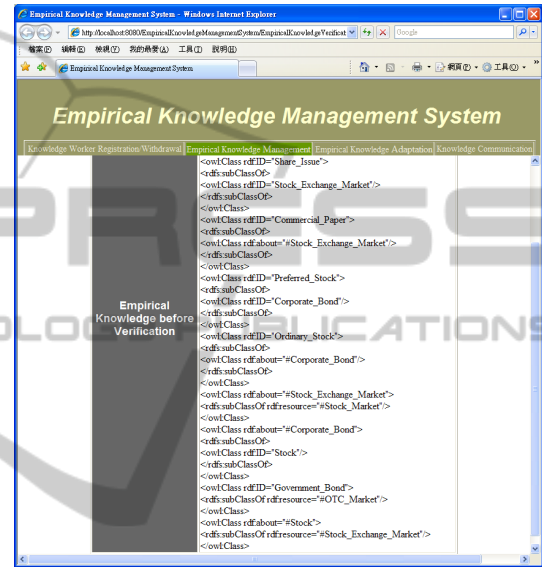 Empirical Knowledge Management System - Windows Internet Explorer
http://localhost:8080/EmpiricalKnowledgeManagementSystem/EmpiricalKnowledgeVerificat
Google
檔案(F) 編輯(E) 檢視(V) 我的最愛(A) 工具(T) 說明(H)
Empirical Knowledge Management System
網頁(P) 工具(O)
Empirical Knowledge Management System
Knowledge Worker Registration/Withdrawal Empirical Knowledge Management Empirical Knowledge Adaptation Knowledge Communication
Empirical
Knowledge before
Verification
<owl:Class rdf:ID="Share_Issue">
<rdfs:subClassOf>
<owl:Class rdf:ID="Stock_Exchange_Market"/>
</rdfs:subClassOf>
</owl:Class>
<owl:Class rdf:ID="Commercial_Paper">
<rdfs:subClassOf>
<owl:Class rdf:about="#Stock_Exchange_Market"/>
</rdfs:subClassOf>
</owl:Class>
<owl:Class rdf:ID="Preferred_Stock">
<rdfs:subClassOf>
<owl:Class rdf:ID="Corporate_Bond"/>
</rdfs:subClassOf>
</owl:Class>
<owl:Class rdf:ID="Ordinary_Stock">
<rdfs:subClassOf>
<owl:Class rdf:about="#Corporate_Bond"/>
</rdfs:subClassOf>
</owl:Class>
<owl:Class rdf:about="#Stock_Exchange_Market">
<rdfs:subClassOf rdf:resource="#Stock_Market"/>
</owl:Class>
<owl:Class rdf:about="#Corporate_Bond">
<rdfs:subClassOf>
<owl:Class rdf:ID="Stock"/>
</rdfs:subClassOf>
</owl:Class>
<owl:Class rdf:ID="Government_Bond">
<rdfs:subClassOf rdf:resource="#OTC_Market"/>
</owl:Class>
<owl:Class rdf:about="#Stock">
<rdfs:subClassOf rdf:resource="#Stock_Exchange_Market"/>
</owl:Class>